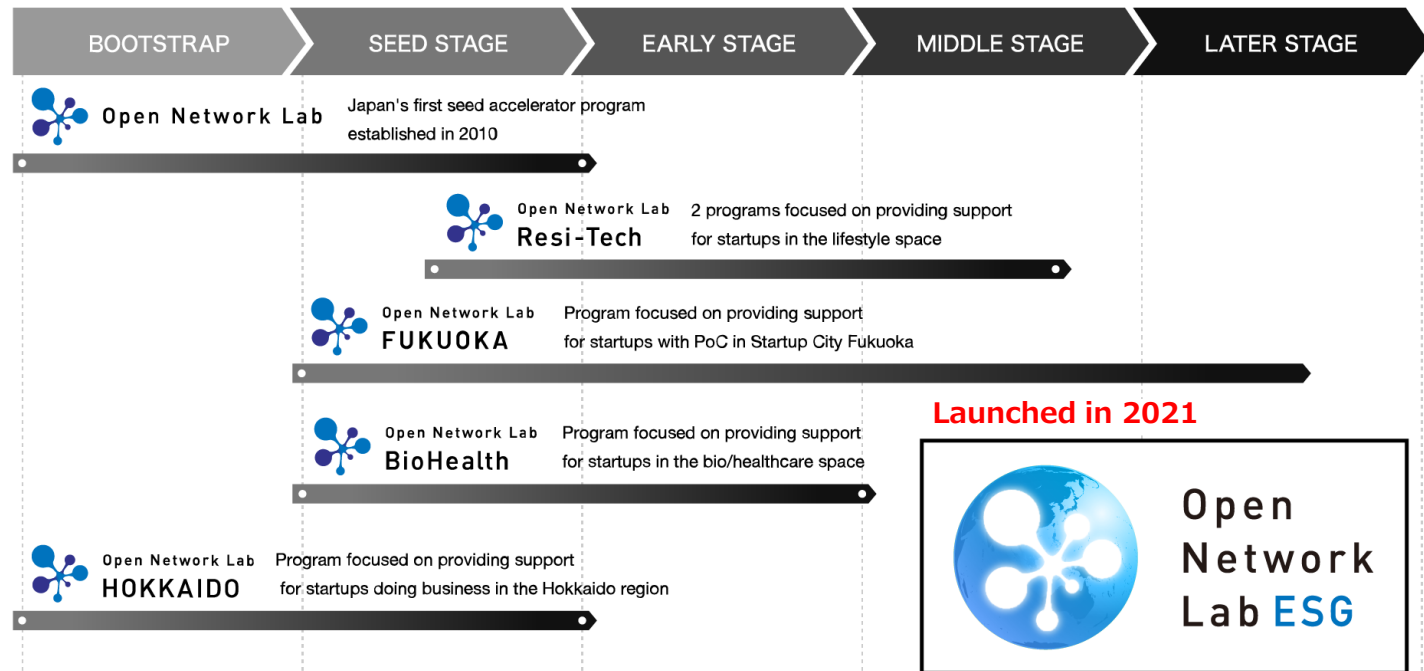 BOOTSTRAP
SEED STAGE
EARLY STAGE
MIDDLE STAGE
LATER STAGE
Open Network Lab
Japan's first seed accelerator program
established in 2010
Open Network Lab
Resi-Tech
2 programs focused on providing support
for startups in the lifestyle space
Open Network Lab
FUKUOKA
Program focused on providing support
for startups with PoC in Startup City Fukuoka
Launched in 2021
Open Network Lab
BioHealth
Program focused on providing support
for startups in the bio/healthcare space
Open
Network
Lab ESG
Open Network Lab
HOKKAIDO
Program focused on providing support
for startups doing business in the Hokkaido region